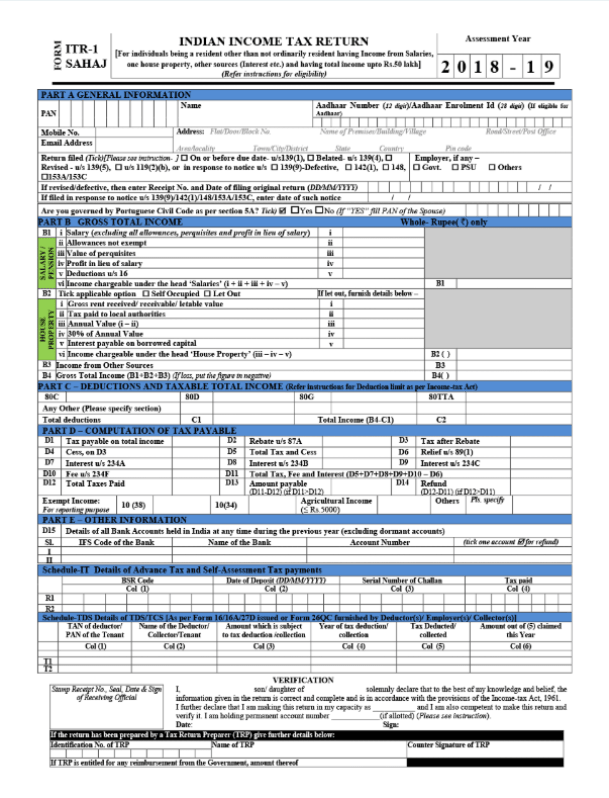 FORM
ITR-1
SAHAJ
INDIAN INCOME TAX RETURN
[For individuals being a resident other than not ordinarily resident having Income from Salaries,
one house property, other sources (Interest etc.) and having total income upto Rs.50 lakh]
(Refer instructions for eligibility)
Assessment Year
2 0 1 8 - 1 9
PART A GENERAL INFORMATION
PAN
Name
Aadhaar Number (12 digit)/Aadhaar Enrolment Id (28 digit) (If eligible for
Aadhaar)
Mobile No.
Address: Flat/Door/Block No. Name of Premises/Building/Village Road/Street/Post Office
Email Address
Area/locality Town/City/District State Country Pin code
Return filed (Tick)[Please see instruction- ] ☐ On or before due date- u/s139(1), ☐ Belated- u/s 139(4), ☐
Revised - u/s 139(5), ☐ u/s 119(2)(b), or in response to notice u/s ☐ 139(9)-Defective, ☐ 142(1), ☐ 148,
☐153A/153C
Employer, if any –
☐ Govt. ☐ PSU ☐ Others
If revised/defective, then enter Receipt No. and Date of filing original return (DD/MM/YYYY) / /
If filed in response to notice u/s 139(9)/142(1)/148/153A/153C, enter date of such notice / /
Are you governed by Portuguese Civil Code as per section 5A? Tick) ☑ ☐Yes ☐No (If "YES" fill PAN of the Spouse)
PART B GROSS TOTAL INCOME Whole- Rupee(₹) only
SALARY / PENSION
B1 i Salary (excluding all allowances, perquisites and profit in lieu of salary) i
ii Allowances not exempt ii
iii Value of perquisites iii
iv Profit in lieu of salary iv
v Deductions u/s 16 v
vi Income chargeable under the head ‘Salaries’ (i + ii + iii + iv – v) B1
B2 Tick applicable option ☐ Self Occupied ☐ Let Out If let out, furnish details below –
HOUSE PROPERTY
i Gross rent received/ receivable/ letable value i
ii Tax paid to local authorities ii
iii Annual Value (i – ii) iii
iv 30% of Annual Value iv
v Interest payable on borrowed capital v
vi Income chargeable under the head ‘House Property’ (iii – iv – v) B2 ( )
B3 Income from Other Sources B3
B4 Gross Total Income (B1+B2+B3) (If loss, put the figure in negative) B4( )
PART C – DEDUCTIONS AND TAXABLE TOTAL INCOME (Refer instructions for Deduction limit as per Income-tax Act)
80C 80D 80G 80TTA
Any Other (Please specify section)
Total deductions C1 Total Income (B4-C1) C2
PART D – COMPUTATION OF TAX PAYABLE
D1 Tax payable on total income D2 Rebate u/s 87A D3 Tax after Rebate
D4 Cess, on D3 D5 Total Tax and Cess D6 Relief u/s 89(1)
D7 Interest u/s 234A D8 Interest u/s 234B D9 Interest u/s 234C
D10 Fee u/s 234F D11 Total Tax, Fee and Interest (D5+D7+D8+D9+D10 – D6)
D12 Total Taxes Paid D13 Amount payable D14 Refund
(D11-D12) (if D11>D12) (D12-D11) (if D12>D11)
Exempt Income: 10 (38) 10(34) Agricultural Income Others Pls. specify
For reporting purpose (≤ Rs.5000)
PART E – OTHER INFORMATION
D15 Details of all Bank Accounts held in India at any time during the previous year (excluding dormant accounts)
SL IFS Code of the Bank Name of the Bank Account Number (tick one account ☑ for refund)
I
II
Schedule-IT Details of Advance Tax and Self-Assessment Tax payments
BSR Code Date of Deposit (DD/MM/YYYY) Serial Number of Challan Tax paid
Col (1) Col (2) Col (3) Col (4)
R1
R2
Schedule-TDS Details of TDS/TCS [As per Form 16/16A/27D issued or Form 26QC furnished by Deductor(s)/ Employer(s)/ Collector(s)]
TAN of deductor/ Name of the Deductor/ Amount which is subject Year of tax deduction/ Tax Deducted/ Amount out of (5) claimed
PAN of the Tenant Collector/Tenant to tax deduction /collection collection collected this Year
Col (1) Col (2) Col (3) Col (4) Col (5) Col (6)
T1
T2
VERIFICATION
Stamp Receipt No., Seal, Date & Sign
of Receiving Official
I, son/ daughter of solemnly declare that to the best of my knowledge and belief, the
information given in the return is correct and complete and is in accordance with the provisions of the Income-tax Act, 1961.
I further declare that I am making this return in my capacity as and I am also competent to make this return and
verify it. I am holding permanent account number (if allotted) (Please see instruction).
Date: Sign:
If the return has been prepared by a Tax Return Preparer (TRP) give further details below:
Identification No. of TRP Name of TRP Counter Signature of TRP
If TRP is entitled for any reimbursement from the Government, amount thereof